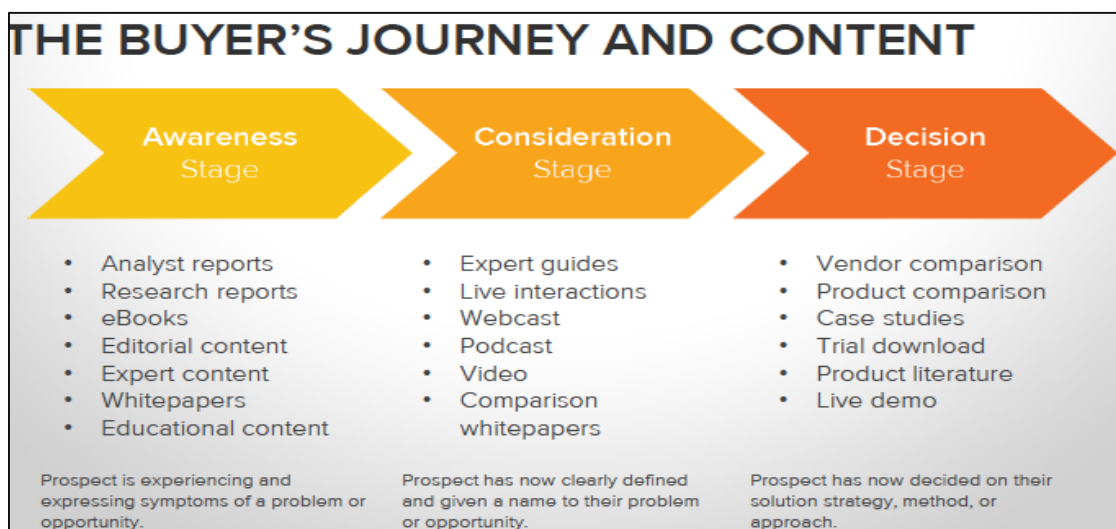 THE BUYER'S JOURNEY AND CONTENT
Awareness
Stage
• Analyst reports
• Research reports
• eBooks
• Editorial content
• Expert content
• Whitepapers
• Educational content
Prospect is experiencing and
expressing symptoms of a problem or
opportunity.
Consideration
Stage
• Expert guides
• Live interactions
• Webcast
• Podcast
• Video
• Comparison
whitepapers
Prospect has now clearly defined
and given a name to their problem
or opportunity.
Decision
Stage
• Vendor comparison
• Product comparison
• Case studies
• Trial download
• Product literature
• Live demo
Prospect has now decided on their
solution strategy, method, or
approach.